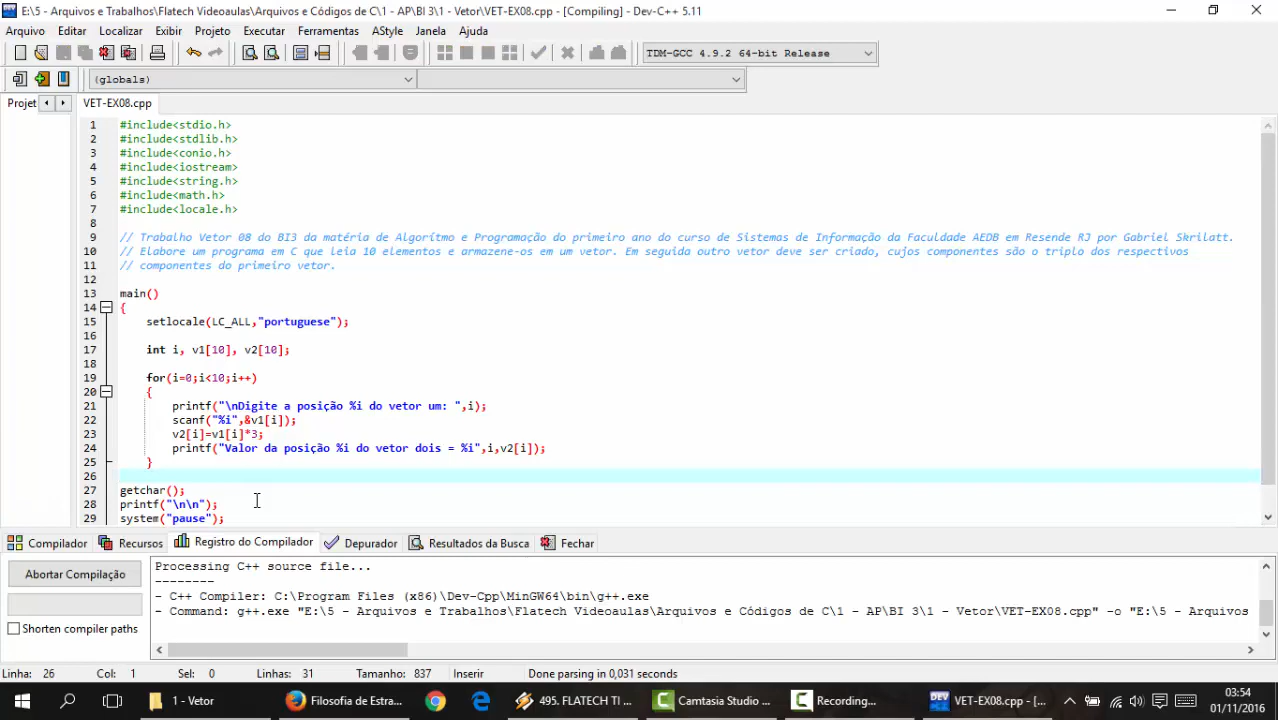 E:\5 - Arquivos e Trabalhos\Flatech Videoaulas\Arquivos e Códigos de C\1 - AP\BI 3\1 - Vetor\VET-EX08.cpp - [Compiling] - Dev-C++ 5.11
Arquivo Editar Localizar Exibir Projeto Executar Ferramentas AStyle Janela Ajuda
TDM-GCC 4.9.2 64-bit Release
(globals)
Projet VET-EX08.cpp
1 #include<stdio.h>
2 #include<stdlib.h>
3 #include<conio.h>
4 #include<iostream>
5 #include<string.h>
6 #include<math.h>
7 #include<locale.h>
8
9 // Trabalho Vetor 08 do BI3 da matéria de Algorítmo e Programação do primeiro ano do curso de Sistemas de Informação da Faculdade AEDB em Resende RJ por Gabriel Skrilatt.
10 // Elabore um programa em C que leia 10 elementos e armazene-os em um vetor. Em seguida outro vetor deve ser criado, cujos componentes são o triplo dos respectivos
11 // componentes do primeiro vetor.
12
13 main()
14 {
15 setlocale(LC_ALL,"portuguese");
16
17 int i, v1[10], v2[10];
18
19 for(i=0;i<10;i++)
20 {
21 printf("\nDigite a posição %i do vetor um: ",i);
22 scanf("%i",&v1[i]);
23 v2[i]=v1[i]*3;
24 printf("Valor da posição %i do vetor dois = %i",i,v2[i]);
25 }
26
27 getchar();
28 printf("\n\n");
29 system("pause");
Compilador Recursos Registro do Compilador Depurador Resultados da Busca Fechar
Abortar Compilação
Shorten compiler paths
Processing C++ source file...
--------
- C++ Compiler: C:\Program Files (x86)\Dev-Cpp\MinGW64\bin\g++.exe
- Command: g++.exe "E:\5 - Arquivos e Trabalhos\Flatech Videoaulas\Arquivos e Códigos de C\1 - AP\BI 3\1 - Vetor\VET-EX08.cpp" -o "E:\5 - Arquivos
Linha: 26 Col: 1 Sel: 0 Linhas: 31 Tamanho: 837 Inserir Done parsing in 0,031 seconds
1 - Vetor Filosofia de Estra... 495. FLATECH TI ... Camtasia Studio ... Recording... VET-EX08.cpp - [... 03:54
01/11/2016